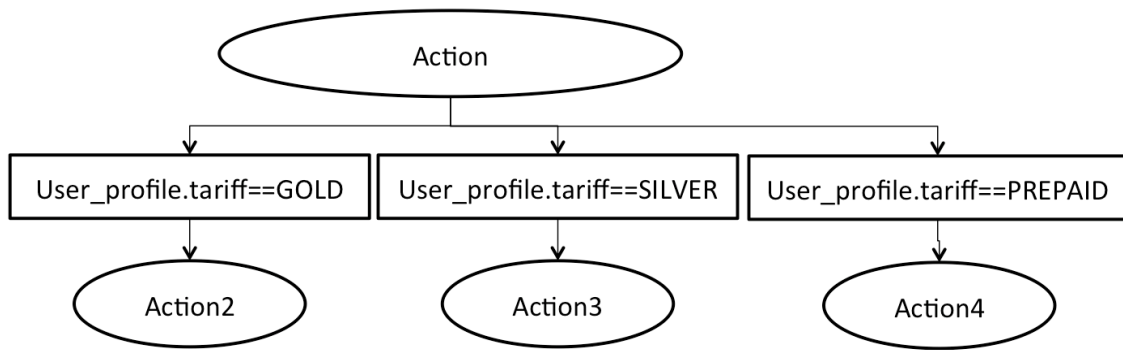 Action
User_profile.tariff==GOLD
User_profile.tariff==SILVER
User_profile.tariff==PREPAID
Action2
Action3
Action4